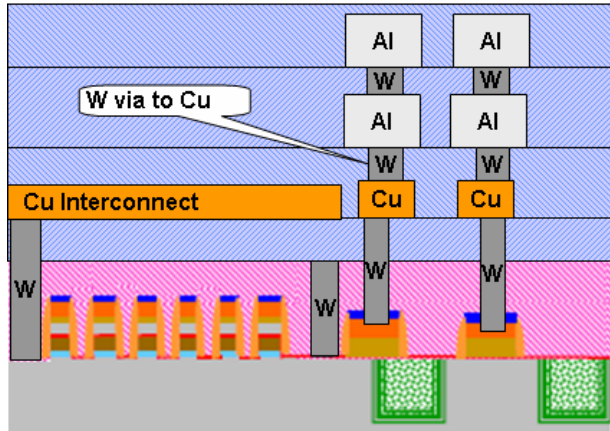 Al Al
W W
W via to Cu
Al Al
W W
Cu Interconnect
Cu Cu
W W
W W